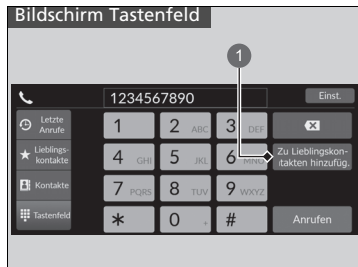 Bildschirm Tastenfeld
1
1234567890
Einst.
Letzte
Anrufe
1
2 ABC
3 DEF
Lieblings-
kontakte
4 GHI
5 JKL
6 MNO
Zu Lieblingskon-
takten hinzufüg.
Kontakte
7 PQRS
8 TUV
9 WXYZ
Tastenfeld
*
0 +
#
Anrufen